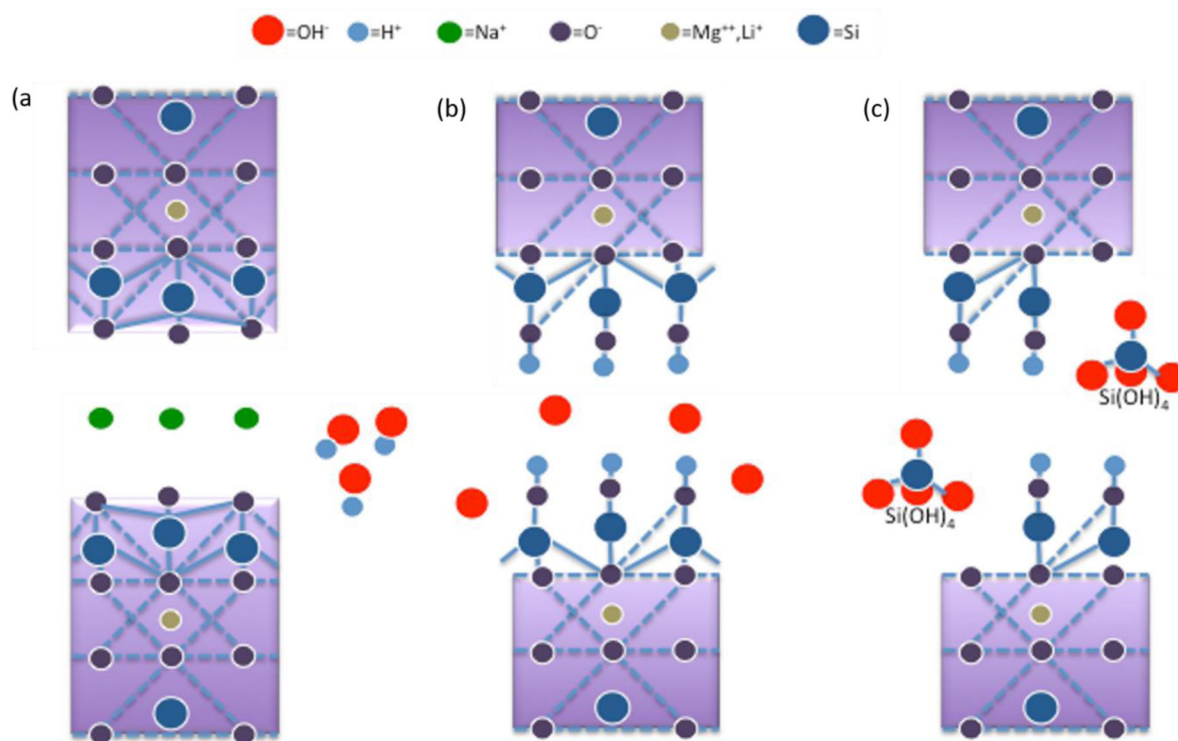 =OH⁻ =H⁺ =Na⁺ =O⁻ =Mg⁺⁺,Li⁺ =Si
(a (b) (c)
Si(OH)₄
Si(OH)₄